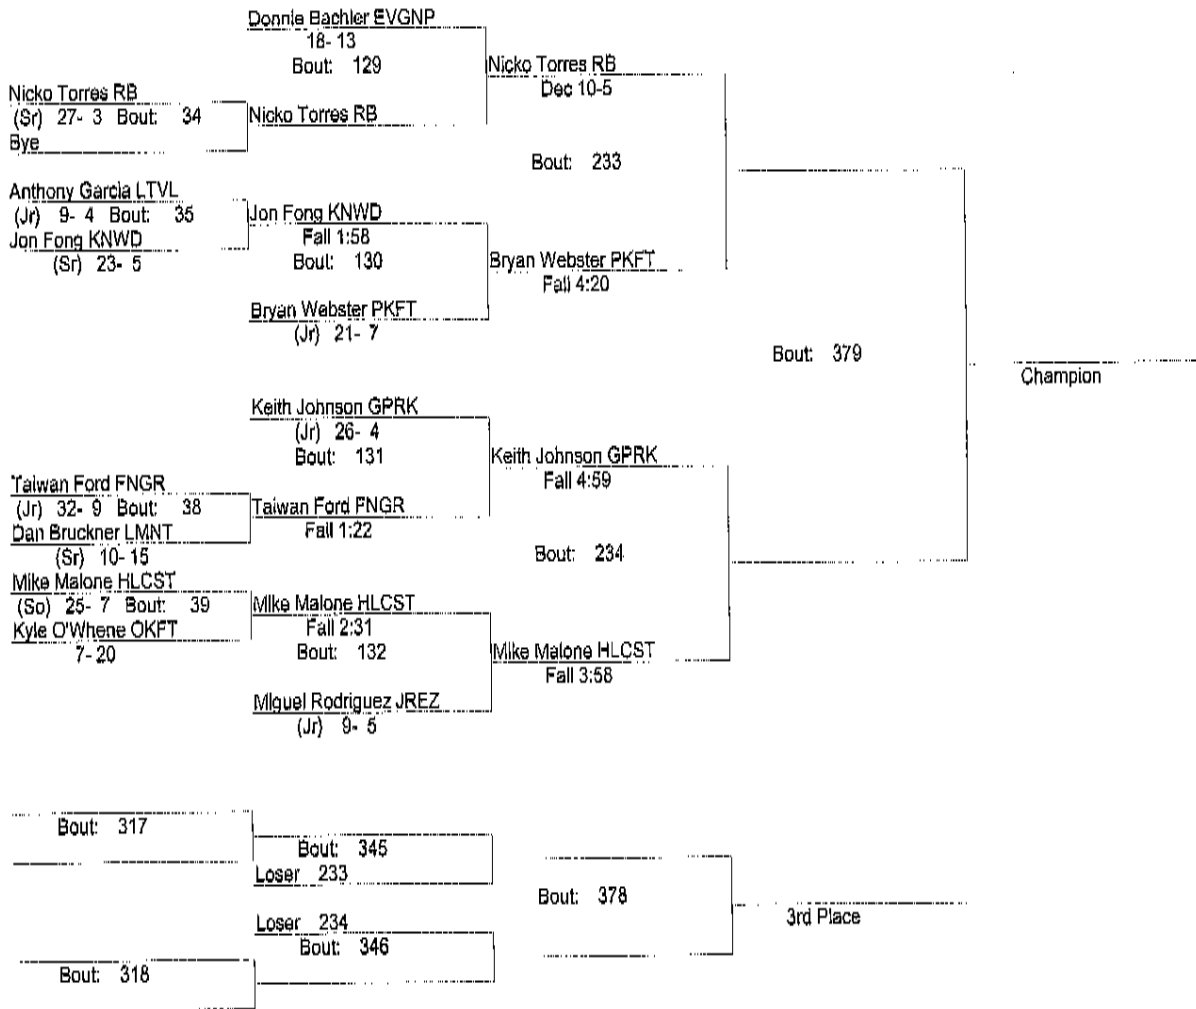 Donnie Bachler EVGNP
18- 13
Bout: 129
Nicko Torres RB
Dec 10-5
Nicko Torres RB
(Sr) 27- 3 Bout: 34
Nicko Torres RB
Bye
Bout: 233
Anthony Garcia LTVL
(Jr) 9- 4 Bout: 35
Jon Fong KNWD
Jon Fong KNWD
Fall 1:58
(Sr) 23- 5
Bout: 130
Bryan Webster PKFT
Fall 4:20
Bryan Webster PKFT
(Jr) 21- 7
Bout: 379
Champion
Keith Johnson GPRK
(Jr) 26- 4
Bout: 131
Keith Johnson GPRK
Fall 4:59
Taiwan Ford FNGR
(Jr) 32- 9 Bout: 38
Taiwan Ford FNGR
Dan Bruckner LMNT
Fall 1:22
(Sr) 10- 15
Bout: 234
Mike Malone HLCST
(So) 25- 7 Bout: 39
Mike Malone HLCST
Kyle O'Whene OKFT
Fall 2:31
7- 20
Bout: 132
Mike Malone HLCST
Fall 3:58
Miguel Rodriguez JREZ
(Jr) 9- 5
Bout: 317
Bout: 345
Loser 233
Bout: 378
3rd Place
Loser 234
Bout: 346
Bout: 318